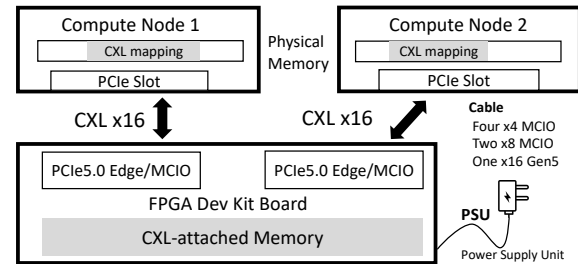 Compute Node 1
CXL mapping
PCIe Slot
Physical
Memory
Compute Node 2
CXL mapping
PCIe Slot
CXL x16
CXL x16
Cable
Four x4 MCIO
Two x8 MCIO
One x16 Gen5
PCIe5.0 Edge/MCIO
PCIe5.0 Edge/MCIO
FPGA Dev Kit Board
CXL-attached Memory
PSU
Power Supply Unit